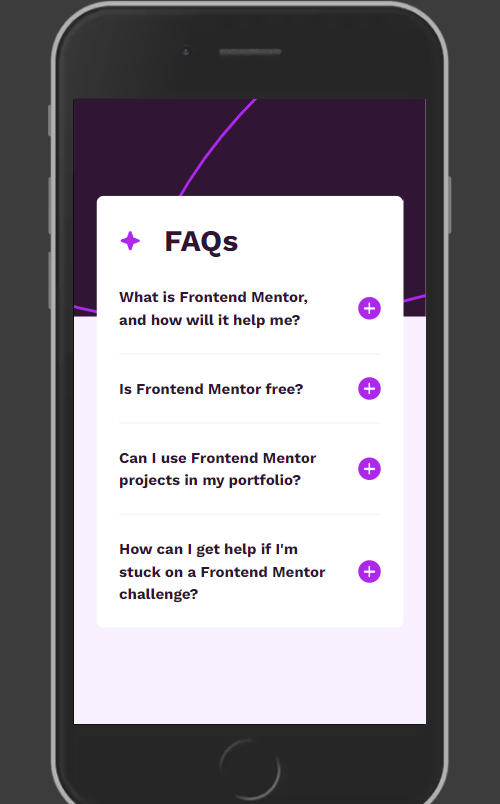 FAQs
What is Frontend Mentor,
and how will it help me?
Is Frontend Mentor free?
Can I use Frontend Mentor
projects in my portfolio?
How can I get help if I'm
stuck on a Frontend Mentor
challenge?